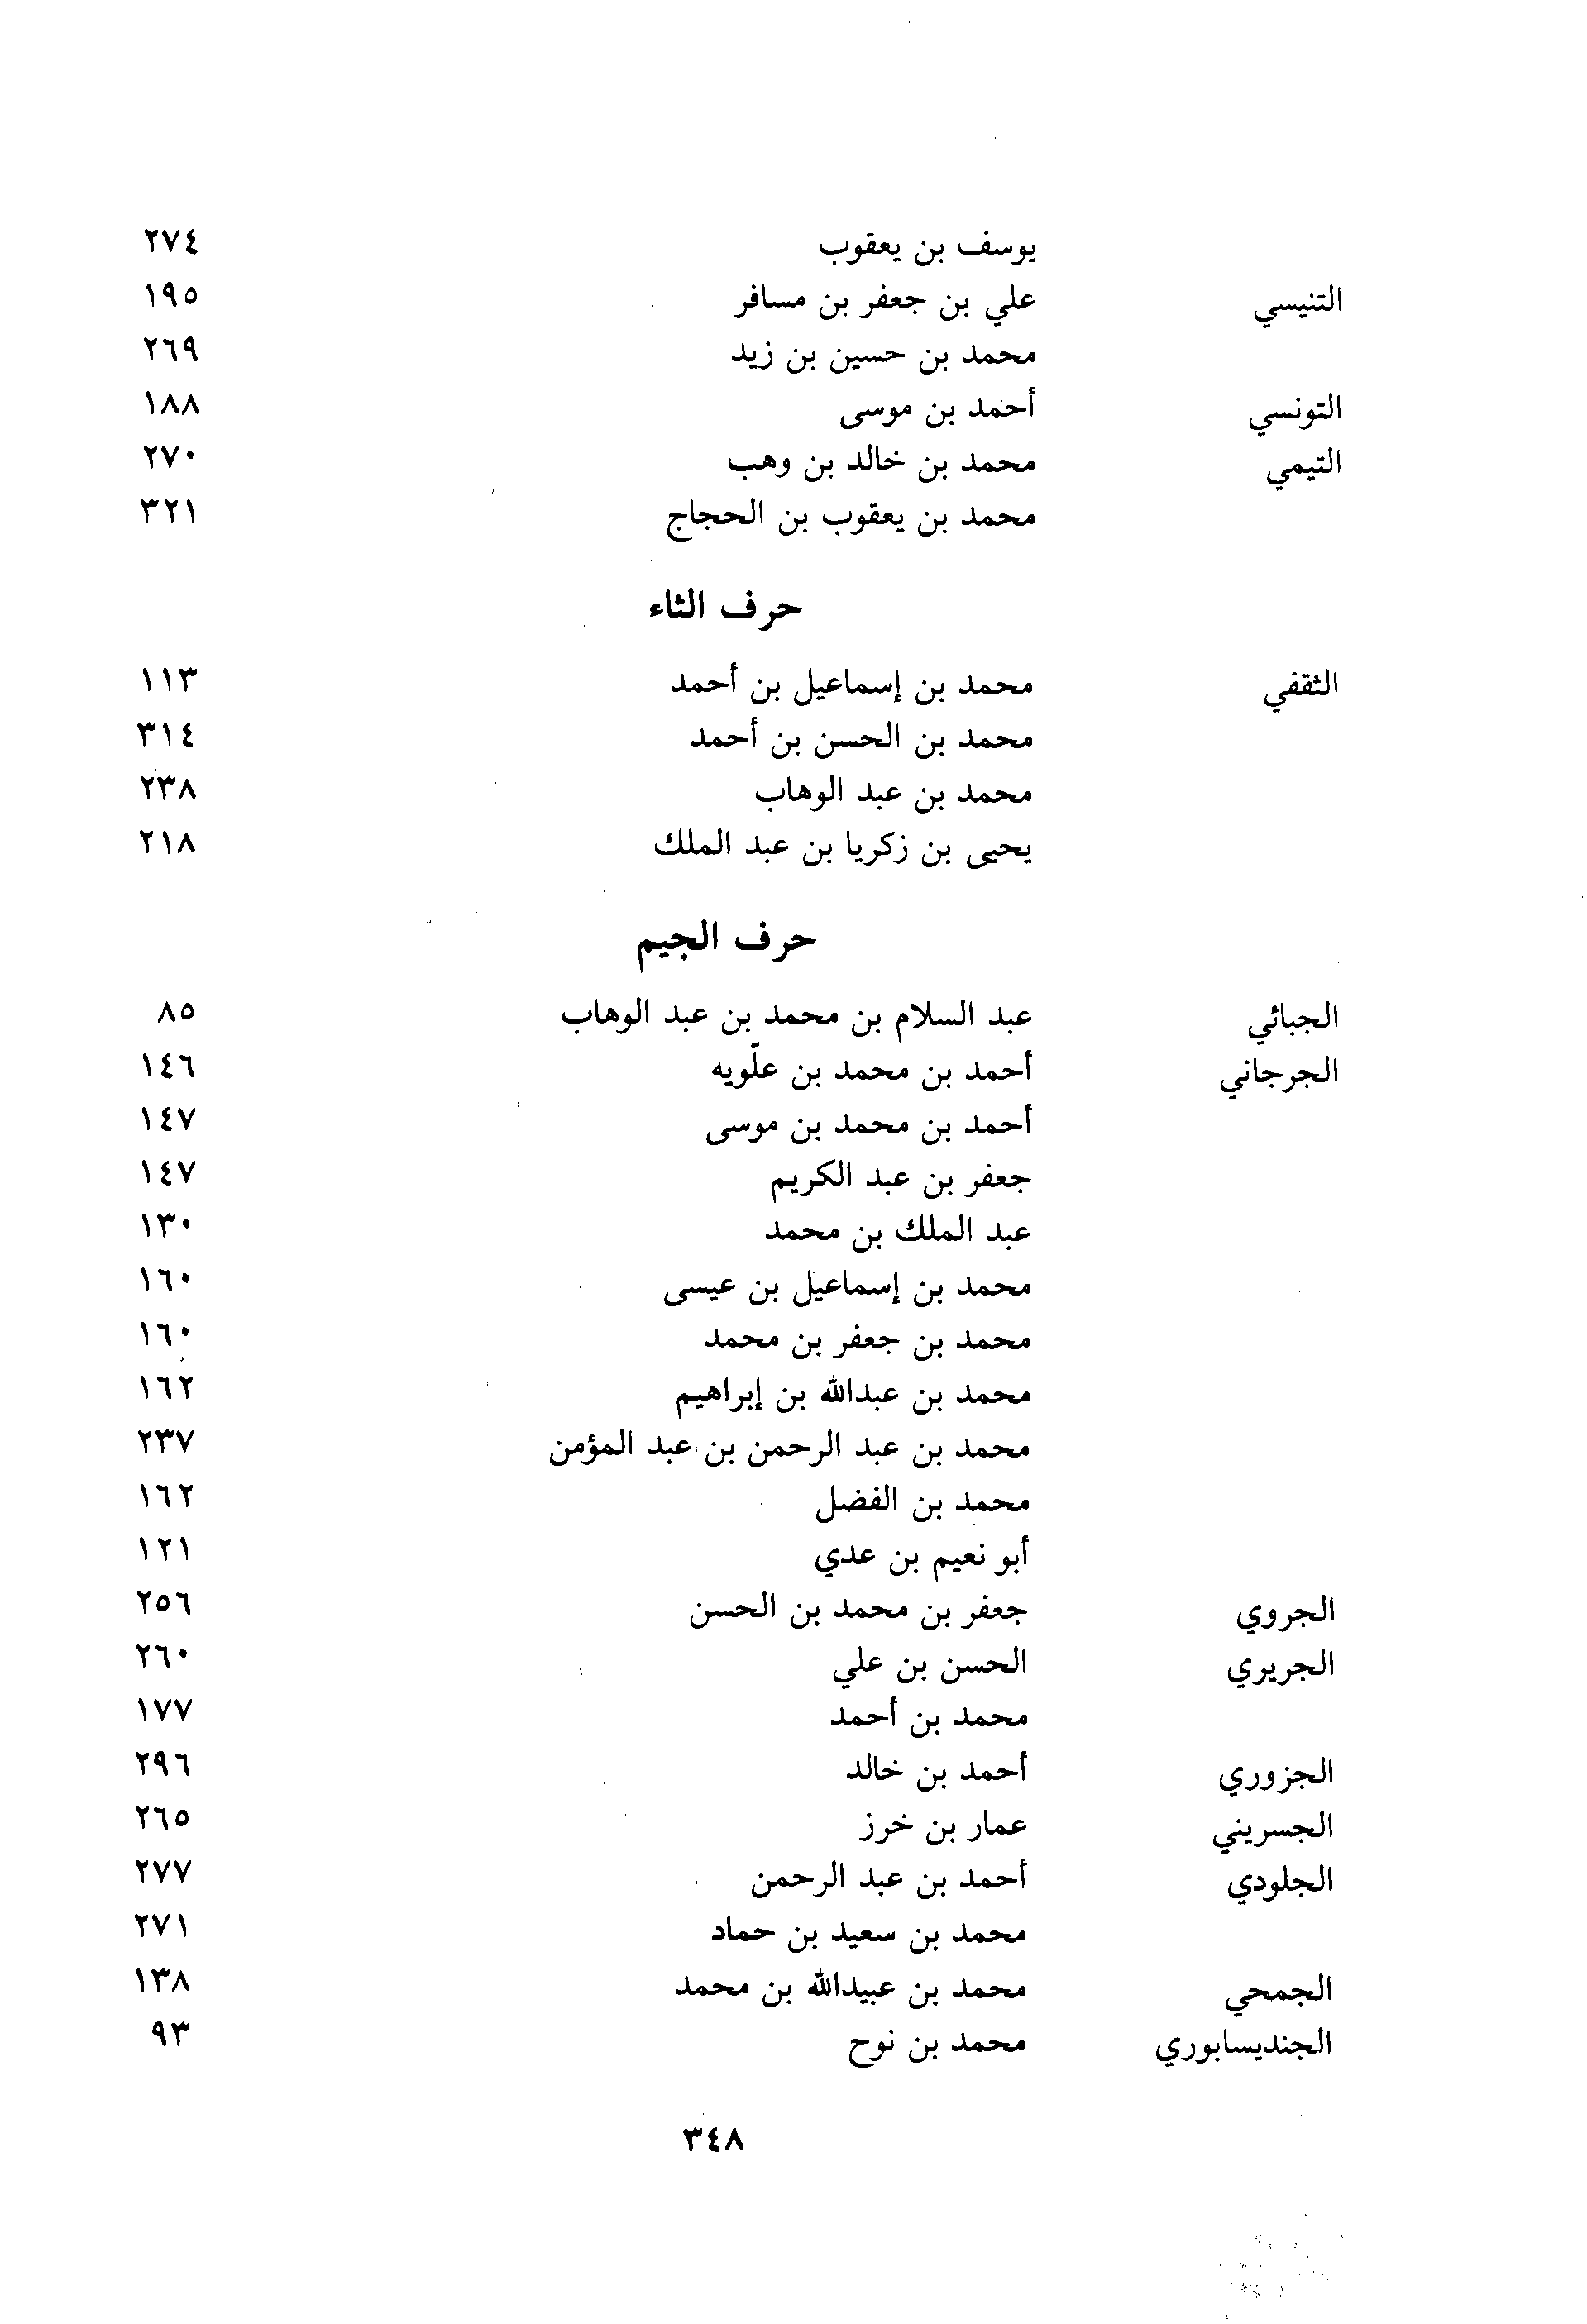 يوسف بن يعقوب ٢٧٤
التنيسي علي بن جعفر بن مسافر ١٩٥
محمد بن حسين بن زيد ٢٦٩
التونسي أحمد بن موسى ١٨٨
التيمي محمد بن خالد بن وهب ٢٧٠
محمد بن يعقوب بن الحجاج ٣٢١
حرف الثاء
الثقفي محمد بن إسماعيل بن أحمد ١١٣
محمد بن الحسن بن أحمد ٣١٤
محمد بن عبد الوهاب ٢٣٨
يحيى بن زكريا بن عبد الملك ٢١٨
حرف الجيم
الجبائي عبد السلام بن محمد بن عبد الوهاب ٨٥
الجرجاني أحمد بن محمد بن علّويه ١٤٦
أحمد بن محمد بن موسى ١٤٧
جعفر بن عبد الكريم ١٤٧
عبد الملك بن محمد ١٣٠
محمد بن إسماعيل بن عيسى ١٦٠
محمد بن جعفر بن محمد ١٦٠
محمد بن عبدالله بن إبراهيم ١٦٢
محمد بن عبد الرحمن بن عبد المؤمن ٢٣٧
محمد بن الفضل ١٦٢
أبو نعيم بن عدي ١٢١
الجروي جعفر بن محمد بن الحسن ٢٥٦
الجريري الحسن بن علي ٢٦٠
محمد بن أحمد ١٧٧
الجزوري أحمد بن خالد ٢٩٦
الجسريني عمار بن خرز ٢٦٥
الجلودي أحمد بن عبد الرحمن ٢٧٧
محمد بن سعيد بن حماد ٢٧١
الجمحي محمد بن عبيدالله بن محمد ١٣٨
الجنديسابوري محمد بن نوح ٩٣
٣٤٨